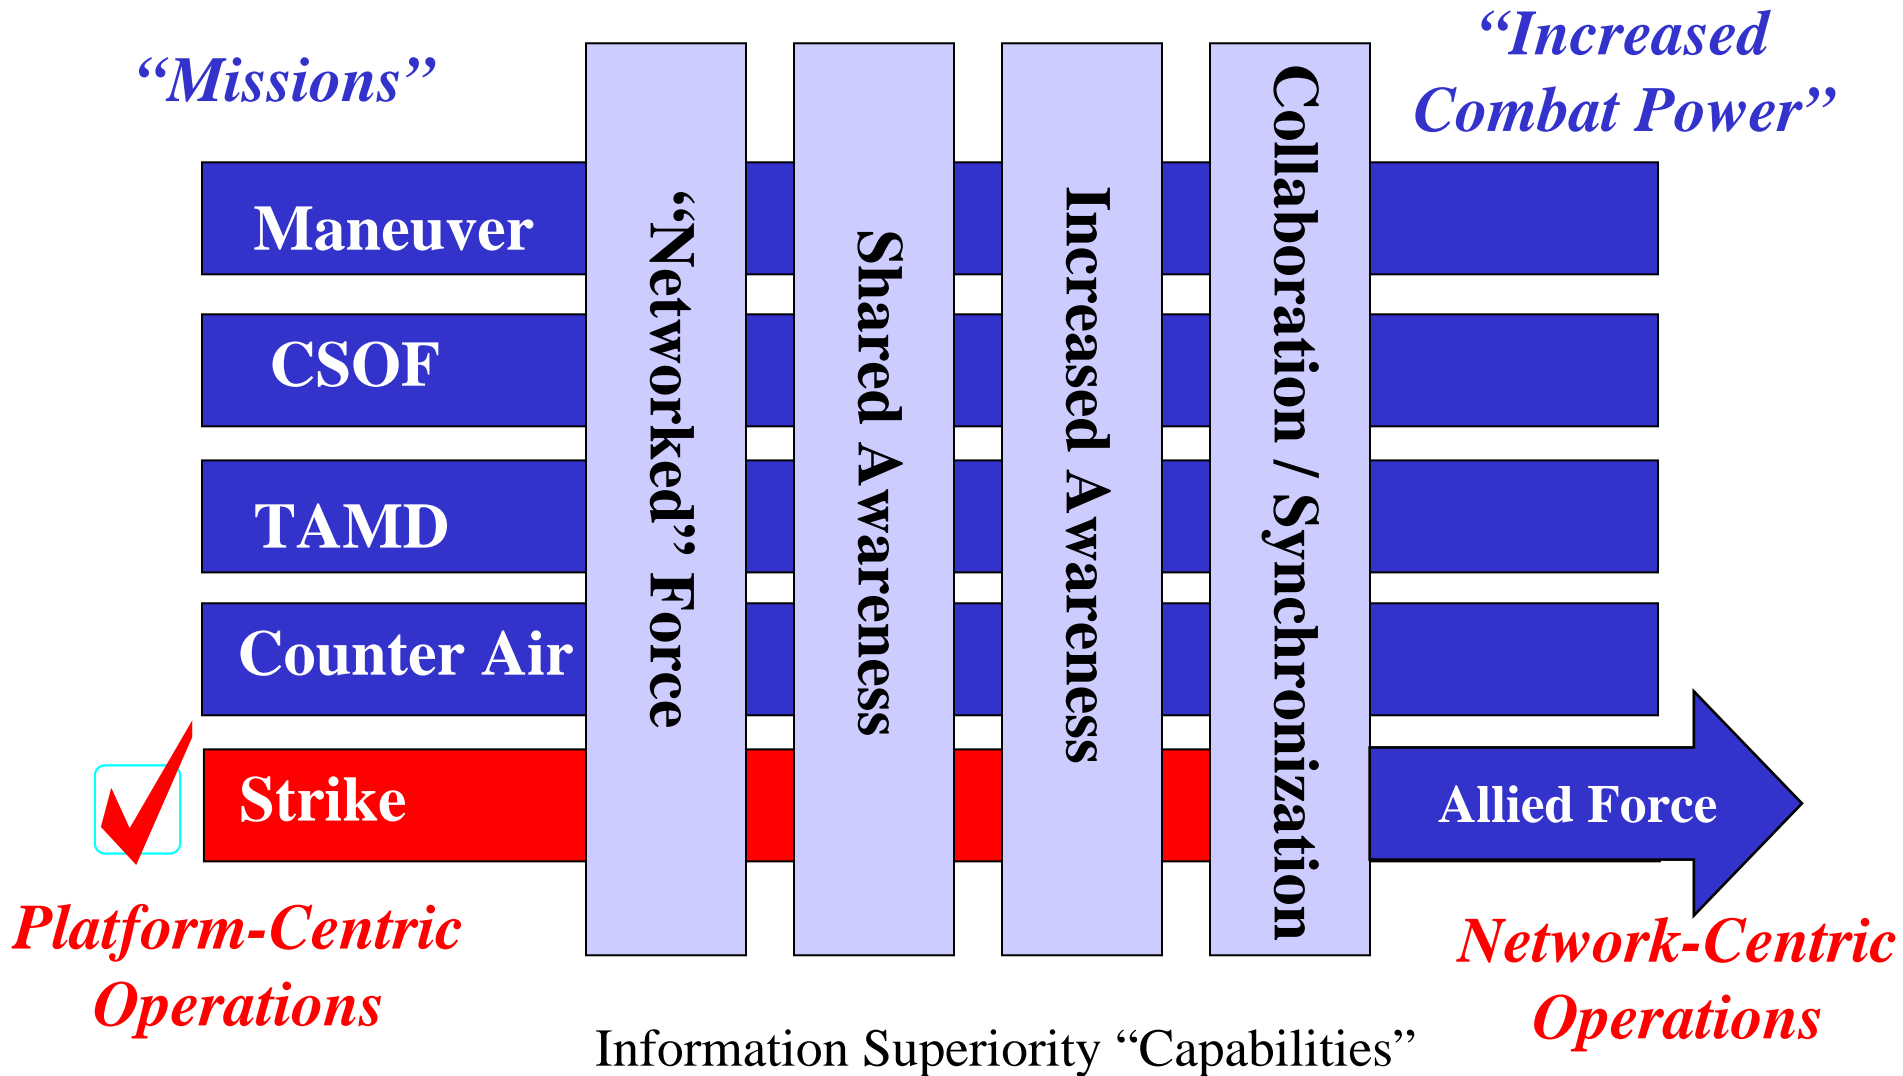 “Missions”
“Increased
Combat Power”
Maneuver
CSOF
TAMD
Counter Air
Strike
“Networked” Force
Shared Awareness
Increased Awareness
Collaboration / Synchronization
Allied Force
Platform-Centric
Operations
Network-Centric
Operations
Information Superiority “Capabilities”